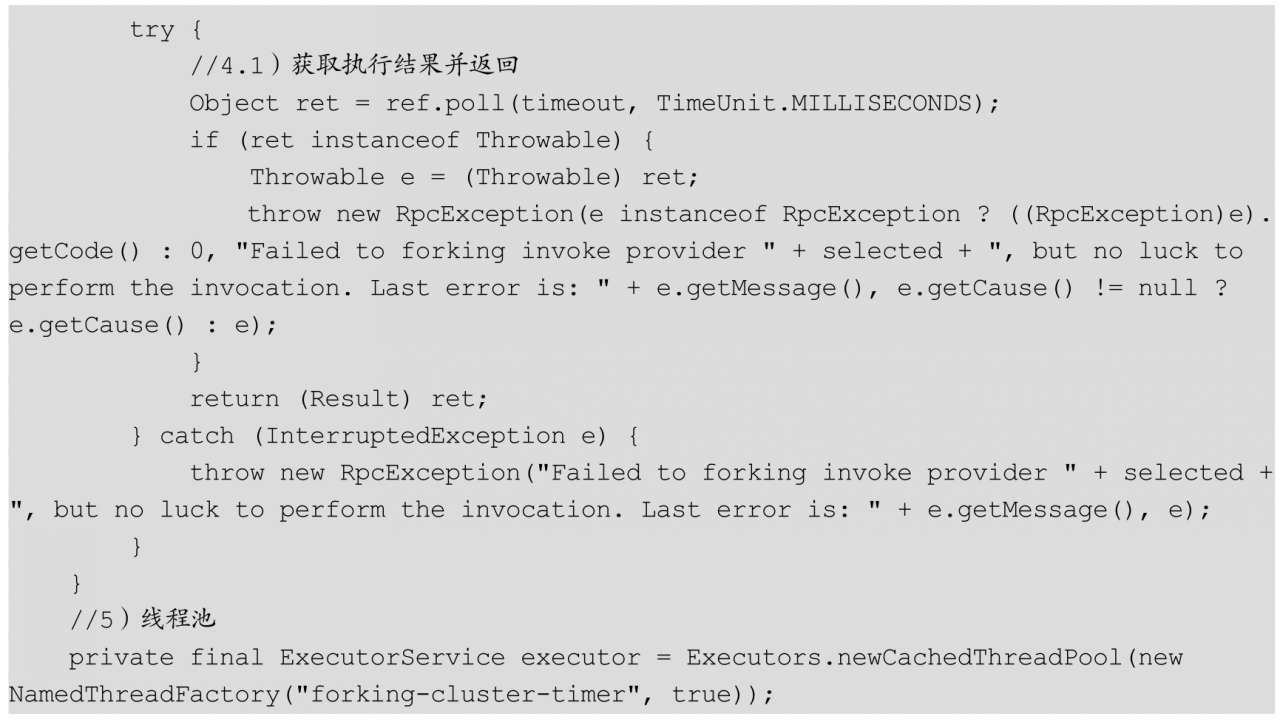 try {
//4.1）获取执行结果并返回
Object ret = ref.poll(timeout, TimeUnit.MILLISECONDS);
if (ret instanceof Throwable) {
Throwable e = (Throwable) ret;
throw new RpcException(e instanceof RpcException ? ((RpcException)e).
getCode() : 0, "Failed to forking invoke provider " + selected + ", but no luck to
perform the invocation. Last error is: " + e.getMessage(), e.getCause() != null ?
e.getCause() : e);
}
return (Result) ret;
} catch (InterruptedException e) {
throw new RpcException("Failed to forking invoke provider " + selected +
", but no luck to perform the invocation. Last error is: " + e.getMessage(), e);
}
}
//5）线程池
private final ExecutorService executor = Executors.newCachedThreadPool(new
NamedThreadFactory("forking-cluster-timer", true));